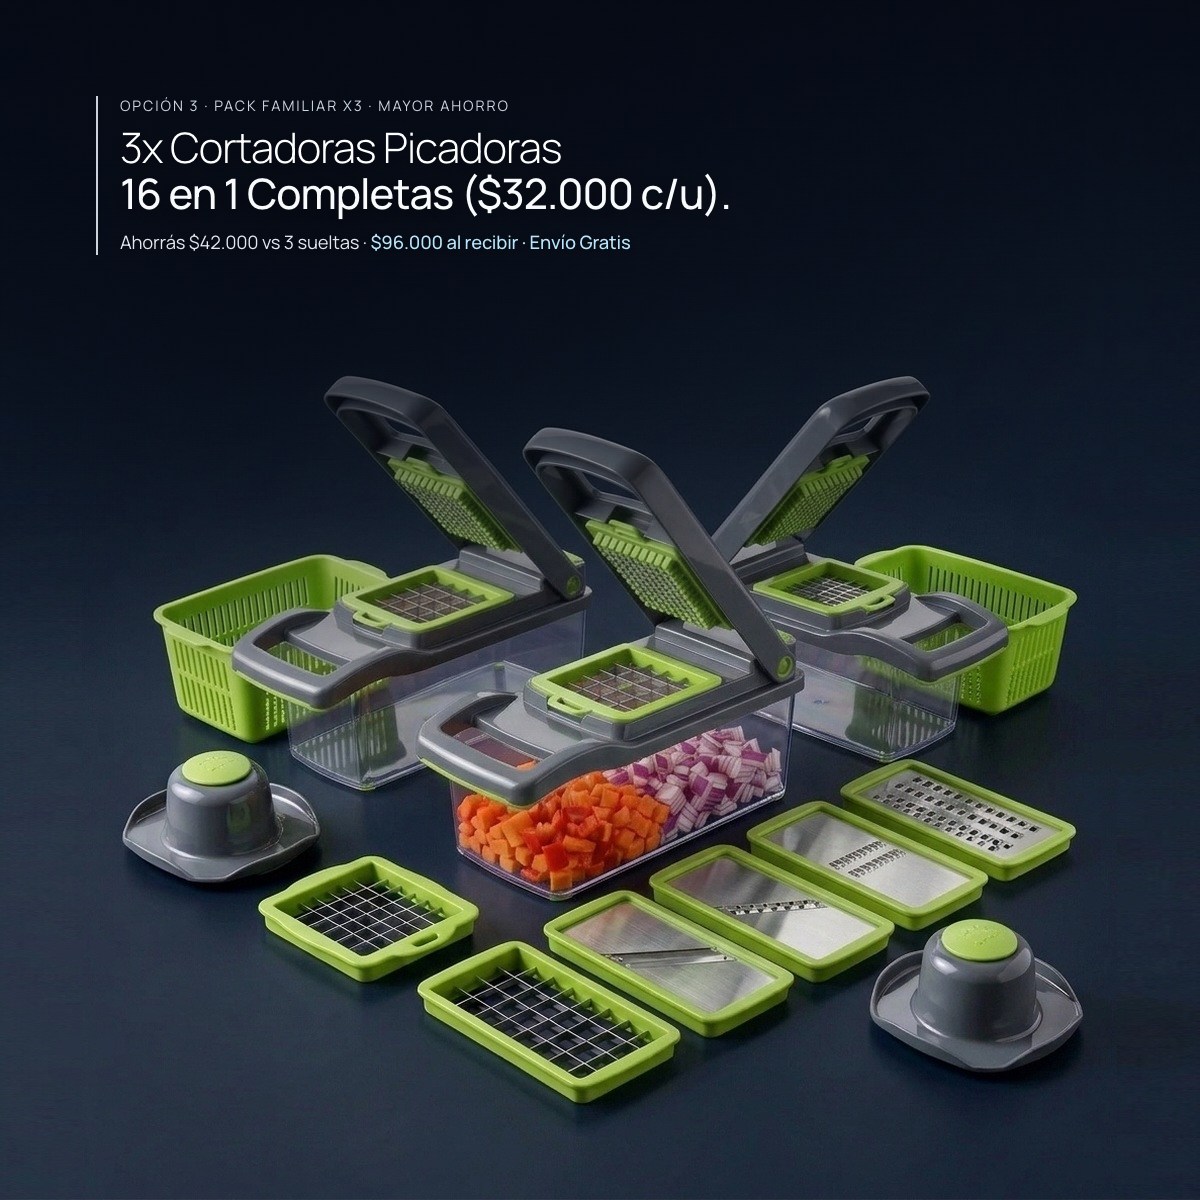 OPCIÓN 3 · PACK FAMILIAR X3 · MAYOR AHORRO
3x Cortadoras Picadoras
16 en 1 Completas ($32.000 c/u).
Ahorrás $42.000 vs 3 sueltas · $96.000 al recibir · Envío Gratis